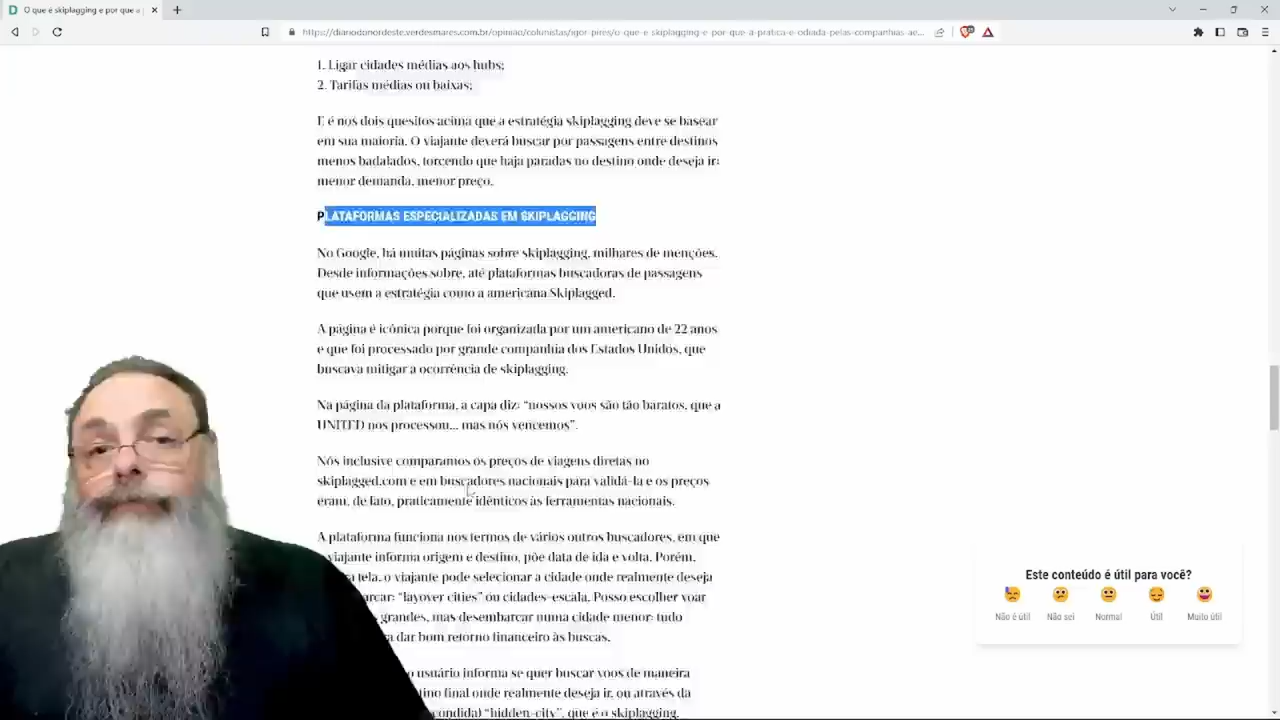 O que é skiplagging e por que a
https://diariodonordeste.verdesmares.com.br/opiniao/colunistas/igor-pires/o-que-e-skiplagging-e-por-que-a-pratica-e-odiada-pelas-companhias-ae...
1. Ligar cidades médias aos hubs;
2. Tarifas médias ou baixas;
E é nos dois quesitos acima que a estratégia skiplagging deve se basear
em sua maioria. O viajante deverá buscar por passagens entre destinos
menos badalados, torcendo que haja paradas no destino onde deseja ir:
menor demanda, menor preço.
PLATAFORMAS ESPECIALIZADAS EM SKIPLAGGING
No Google, há muitas páginas sobre skiplagging, milhares de menções.
Desde informações sobre, até plataformas buscadoras de passagens
que usem a estratégia como a americana Skiplagged.
A página é icônica porque foi organizada por um americano de 22 anos
e que foi processado por grande companhia dos Estados Unidos, que
buscava mitigar a ocorrência de skiplagging.
Na página da plataforma, a capa diz: “nossos voos são tão baratos, que a
UNITED nos processou... mas nós vencemos”.
Nós inclusive comparamos os preços de viagens diretas no
skiplagged.com e em buscadores nacionais para validá-la e os preços
eram, de fato, praticamente idênticos às ferramentas nacionais.
A plataforma funciona nos termos de vários outros buscadores, em que
viajante informa origem e destino, põe data de ida e volta. Porém,
tela, o viajante pode selecionar a cidade onde realmente deseja
arcar: “layover cities” ou cidades-escala. Posso escolher voar
grandes, mas desembarcar numa cidade menor: tudo
dar bom retorno financeiro às buscas.
o usuário informa se quer buscar voos de maneira
tino final onde realmente deseja ir, ou através da
condida) “hidden-city”, que é o skiplagging.
Este conteúdo é útil para você?
Não é útil Não sei Normal Útil Muito útil